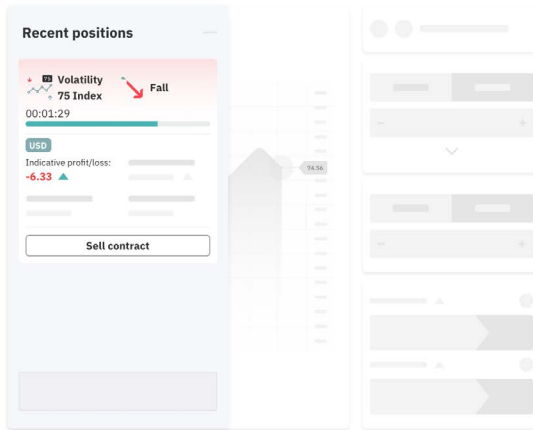 Recent positions
75
Volatility
75 Index
Fall
00:01:29
USD
Indicative profit/loss:
-6.33
Sell contract
74.56